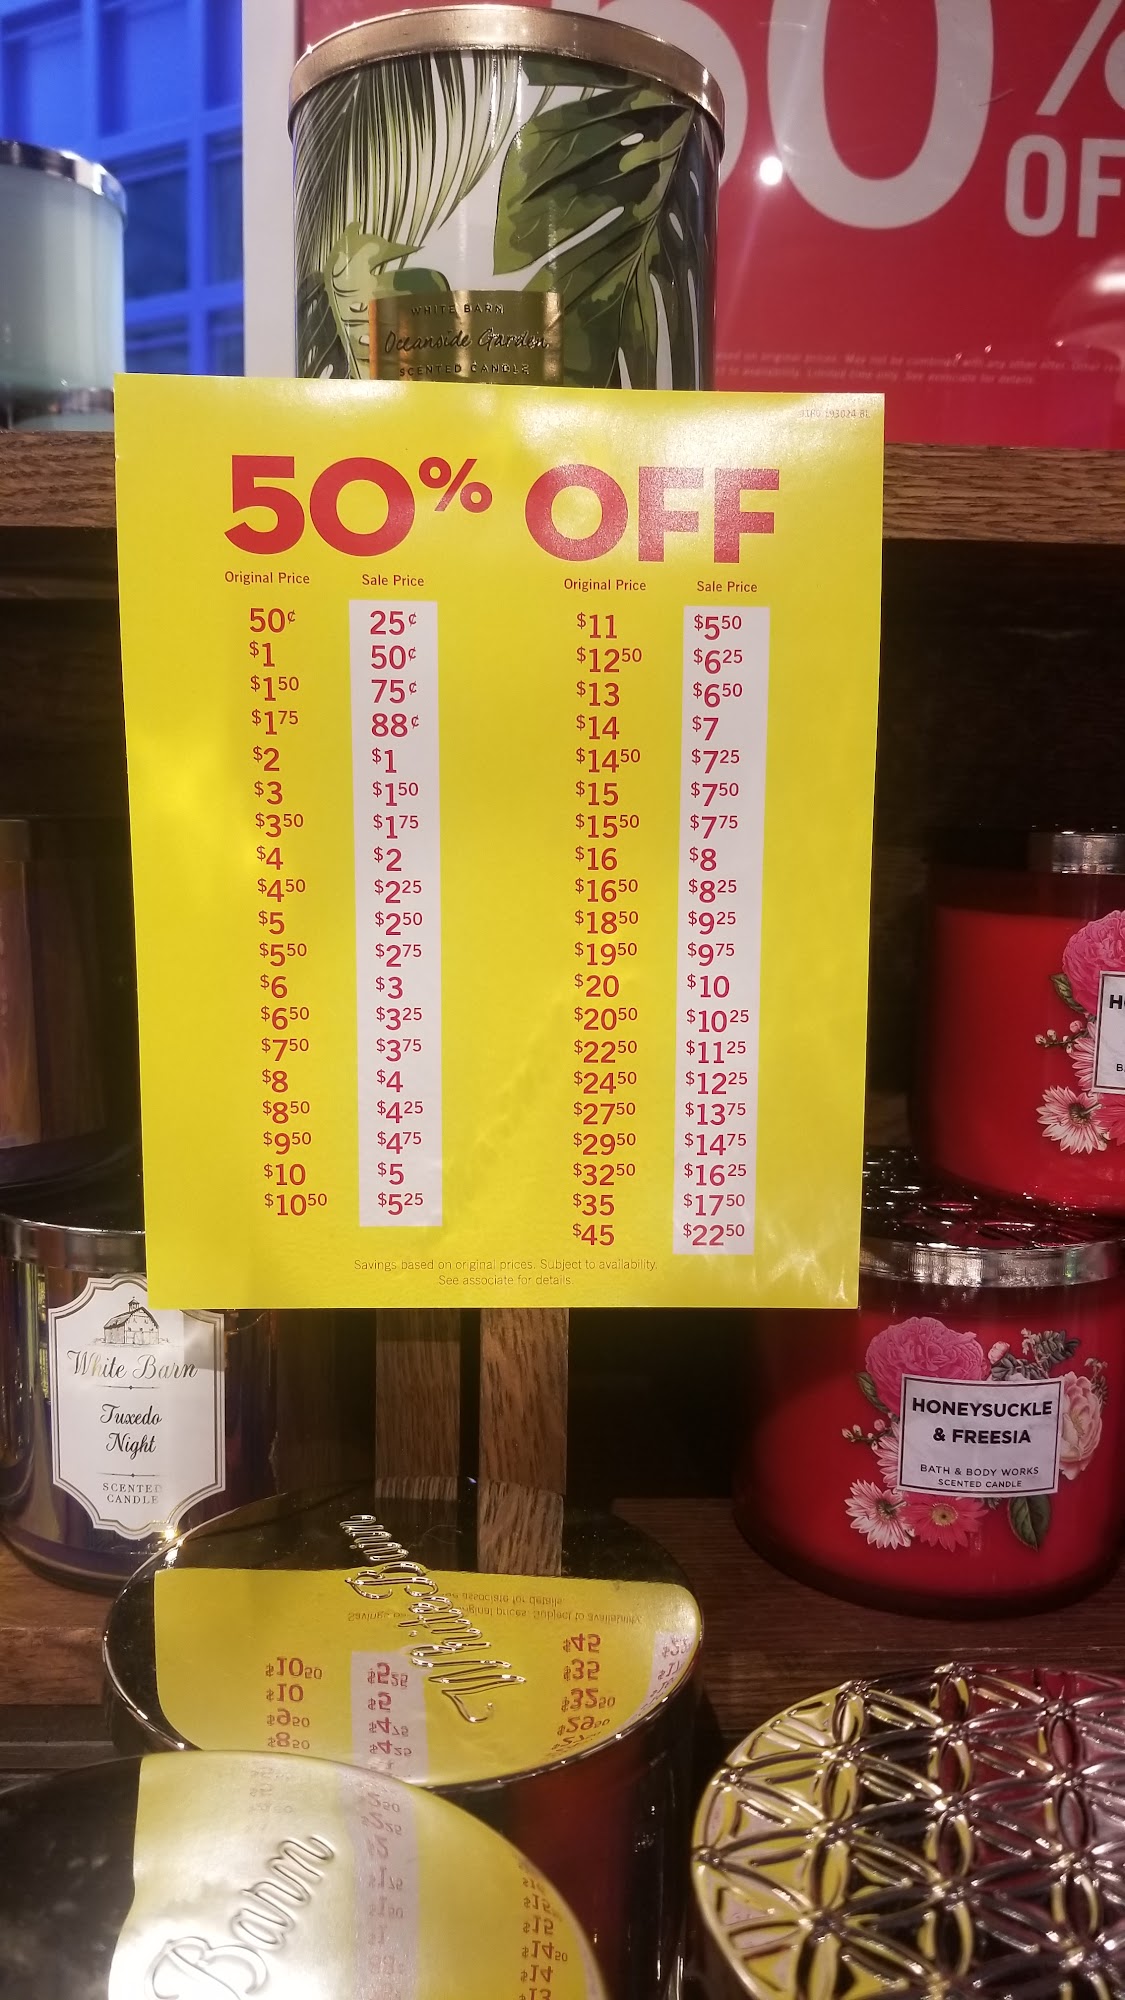 50%
OFF
WHITE BARN
Oceanside Garden
SCENTED CANDLE
50% OFF
Original Price Sale Price Original Price Sale Price
50¢ 25¢ $11 $5.50
$1 50¢ $12.50 $6.25
$1.50 75¢ $13 $6.50
$1.75 88¢ $14 $7
$2 $1 $14.50 $7.25
$3 $1.50 $15 $7.50
$3.50 $1.75 $15.50 $7.75
$4 $2 $16 $8
$4.50 $2.25 $16.50 $8.25
$5 $2.50 $18.50 $9.25
$5.50 $2.75 $19.50 $9.75
$6 $3 $20 $10
$6.50 $3.25 $20.50 $10.25
$7.50 $3.75 $22.50 $11.25
$8 $4 $24.50 $12.25
$8.50 $4.25 $27.50 $13.75
$9.50 $4.75 $29.50 $14.75
$10 $5 $32.50 $16.25
$10.50 $5.25 $35 $17.50
$45 $22.50
Savings based on original prices. Subject to availability.
See associate for details.
White Barn
Tuxedo
Night
SCENTED
CANDLE
HONEYSUCKLE
& FREESIA
BATH & BODY WORKS
SCENTED CANDLE
White Barn
Barn